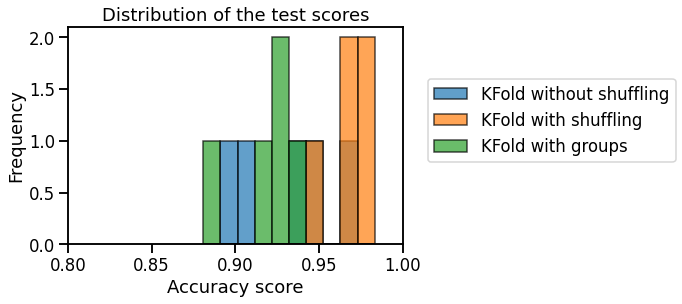 Distribution of the test scores
Frequency
2.0
1.5
1.0
0.5
0.0
0.80 0.85 0.90 0.95 1.00
Accuracy score
KFold without shuffling
KFold with shuffling
KFold with groups